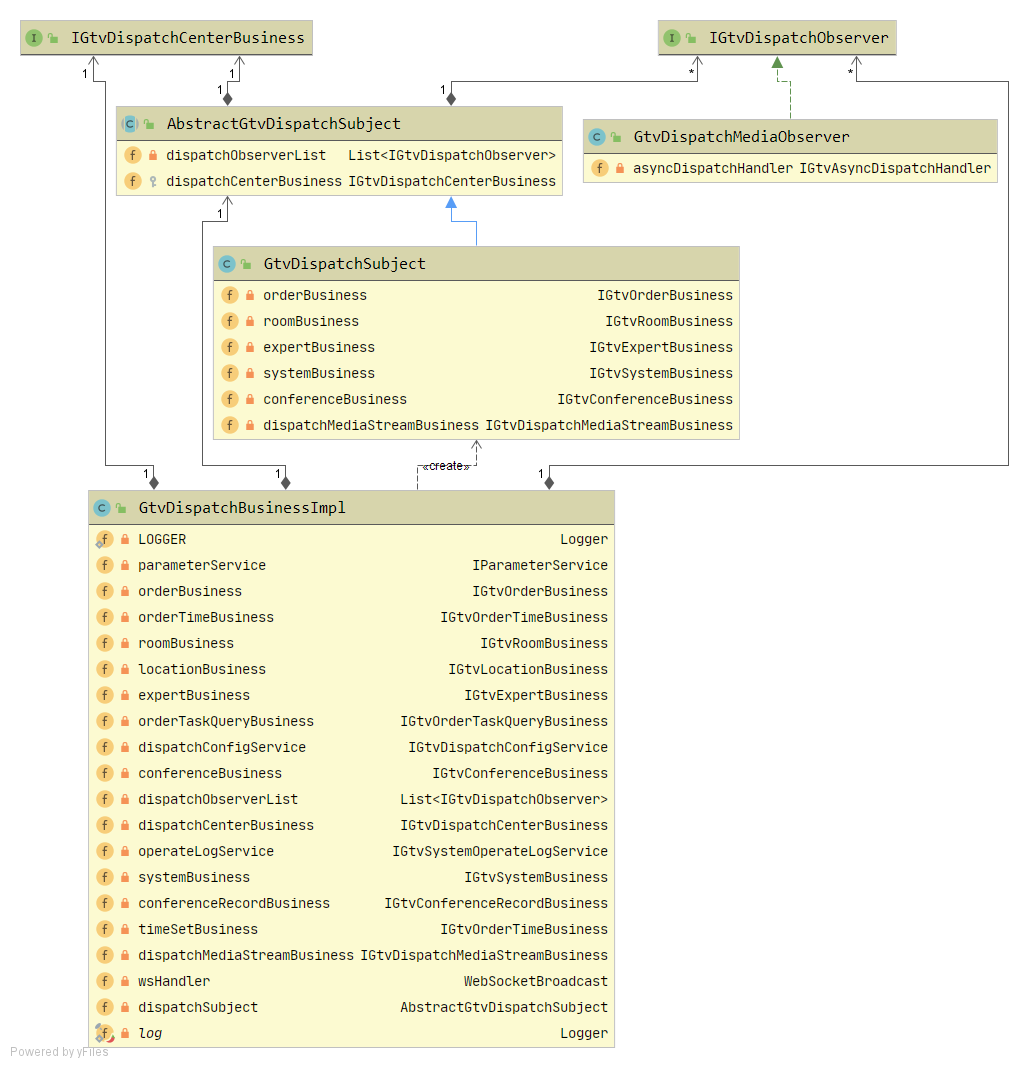 IGtvDispatchCenterBusiness
IGtvDispatchObserver
1
1
*
*
1
1
AbstractGtvDispatchSubject
dispatchObserverList List<IGtvDispatchObserver>
dispatchCenterBusiness IGtvDispatchCenterBusiness
GtvDispatchMediaObserver
asyncDispatchHandler IGtvAsyncDispatchHandler
1
GtvDispatchSubject
orderBusiness IGtvOrderBusiness
roomBusiness IGtvRoomBusiness
expertBusiness IGtvExpertBusiness
systemBusiness IGtvSystemBusiness
conferenceBusiness IGtvConferenceBusiness
dispatchMediaStreamBusiness IGtvDispatchMediaStreamBusiness
«create»
1
1
1
GtvDispatchBusinessImpl
LOGGER Logger
parameterService IParameterService
orderBusiness IGtvOrderBusiness
orderTimeBusiness IGtvOrderTimeBusiness
roomBusiness IGtvRoomBusiness
locationBusiness IGtvLocationBusiness
expertBusiness IGtvExpertBusiness
orderTaskQueryBusiness IGtvOrderTaskQueryBusiness
dispatchConfigService IGtvDispatchConfigService
conferenceBusiness IGtvConferenceBusiness
dispatchObserverList List<IGtvDispatchObserver>
dispatchCenterBusiness IGtvDispatchCenterBusiness
operateLogService IGtvSystemOperateLogService
systemBusiness IGtvSystemBusiness
conferenceRecordBusiness IGtvConferenceRecordBusiness
timeSetBusiness IGtvOrderTimeBusiness
dispatchMediaStreamBusiness IGtvDispatchMediaStreamBusiness
wsHandler WebSocketBroadcast
dispatchSubject AbstractGtvDispatchSubject
log Logger
Powered by yFiles